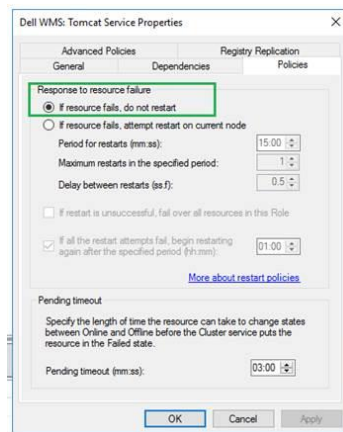 Dell WMS: Tomcat Service Properties
Advanced Policies Registry Replication
General Dependencies Policies
Response to resource failure
If resource fails, do not restart
If resource fails, attempt restart on current node
Period for restarts (mm:ss): 15:00
Maximum restarts in the specified period: 1
Delay between restarts (ss.f): 0.5
If restart is unsuccessful, fail over all resources in this Role
If all the restart attempts fail, begin restarting
again after the specified period (hh:mm): 01:00
More about restart policies
Pending timeout
Specify the length of time the resource can take to change states
between Online and Offline before the Cluster service puts the
resource in the Failed state.
Pending timeout (mm:ss): 03:00
OK Cancel Apply